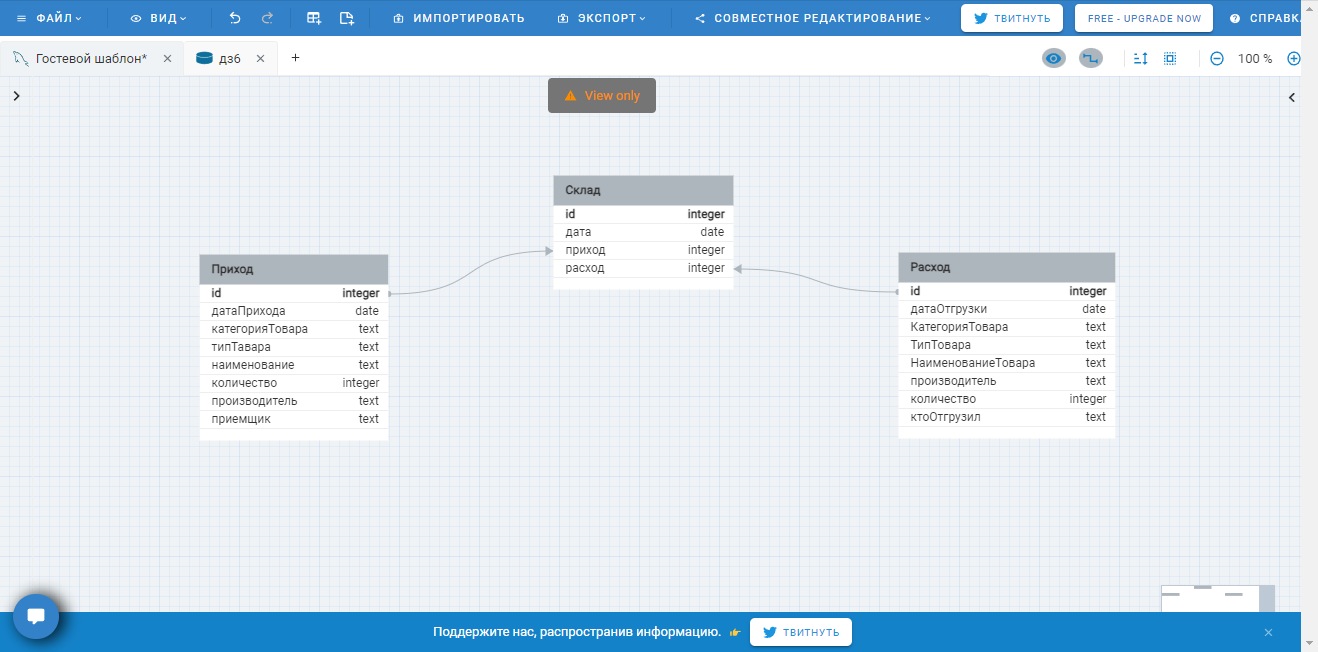 ФАЙЛ ВИД ИМПОРТИРОВАТЬ ЭКСПОРТ СОВМЕСТНОЕ РЕДАКТИРОВАНИЕ ТВИТНУТЬ FREE - UPGRADE NOW СПРАВК
Гостевой шаблон* дз6 + 100 %
View only
Склад
id integer
дата date
приход integer
расход integer
Приход
id integer
датаПрихода date
категорияТовара text
типТавара text
наименование text
количество integer
производитель text
приемщик text
Расход
id integer
датаОтгрузки date
КатегорияТовара text
ТипТовара text
НаименованиеТовара text
производитель text
количество integer
ктоОтгрузил text
Поддержите нас, распространив информацию. ТВИТНУТЬ